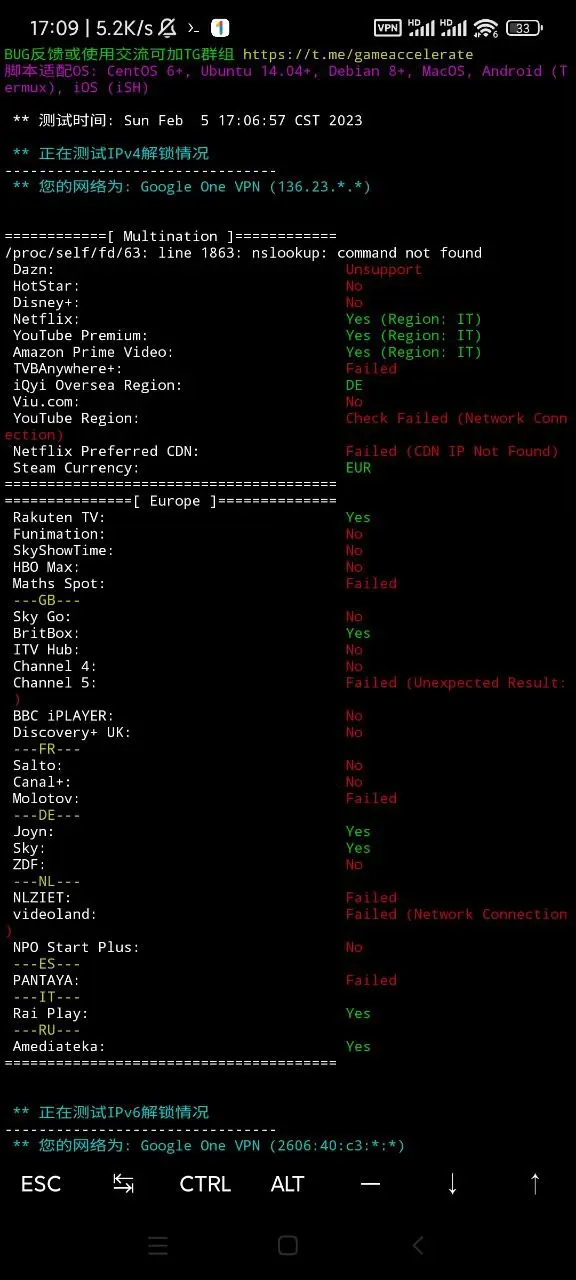 17:09 | 5.2K/s >_ 1 VPN HD HD 6 33
BUG反馈或使用交流可加TG群组 https://t.me/gameaccelerate
脚本适配OS: CentOS 6+, Ubuntu 14.04+, Debian 8+, MacOS, Android (T
ermux), iOS (iSH)
** 测试时间: Sun Feb  5 17:06:57 CST 2023
** 正在测试IPv4解锁情况
--------------------------------
** 您的网络为: Google One VPN (136.23.*.*)
============[ Multination ]============
/proc/self/fd/63: line 1863: nslookup: command not found
Dazn: Unsupport
HotStar: No
Disney+: No
Netflix: Yes (Region: IT)
YouTube Premium: Yes (Region: IT)
Amazon Prime Video: Yes (Region: IT)
TVBAnywhere+: Failed
iQyi Oversea Region: DE
Viu.com: No
YouTube Region: Check Failed (Network Conn
ection)
Netflix Preferred CDN: Failed (CDN IP Not Found)
Steam Currency: EUR
=======================================
===============[ Europe ]==============
Rakuten TV: Yes
Funimation: No
SkyShowTime: No
HBO Max: No
Maths Spot: Failed
---GB---
Sky Go: No
BritBox: Yes
ITV Hub: No
Channel 4: No
Channel 5: Failed (Unexpected Result:
)
BBC iPLAYER: No
Discovery+ UK: No
---FR---
Salto: No
Canal+: No
Molotov: Failed
---DE---
Joyn: Yes
Sky: Yes
ZDF: No
---NL---
NLZIET: Failed
videoland: Failed (Network Connection
)
NPO Start Plus: No
---ES---
PANTAYA: Failed
---IT---
Rai Play: Yes
---RU---
Amediateka: Yes
=======================================
** 正在测试IPv6解锁情况
--------------------------------
** 您的网络为: Google One VPN (2606:40:c3:*:*)
ESC ↹ CTRL ALT — ↓ ↑